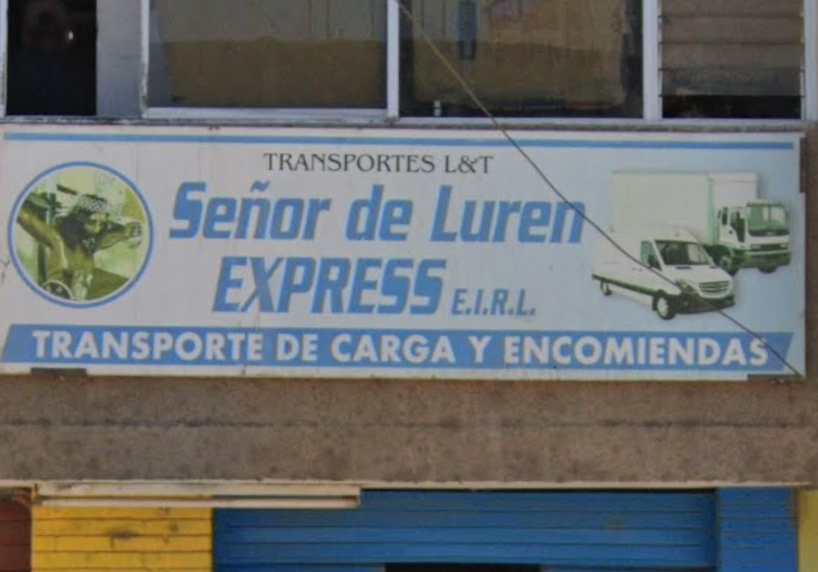 TRANSPORTES L&T
Señor de Luren
EXPRESS E.I.R.L.
TRANSPORTE DE CARGA Y ENCOMIENDAS